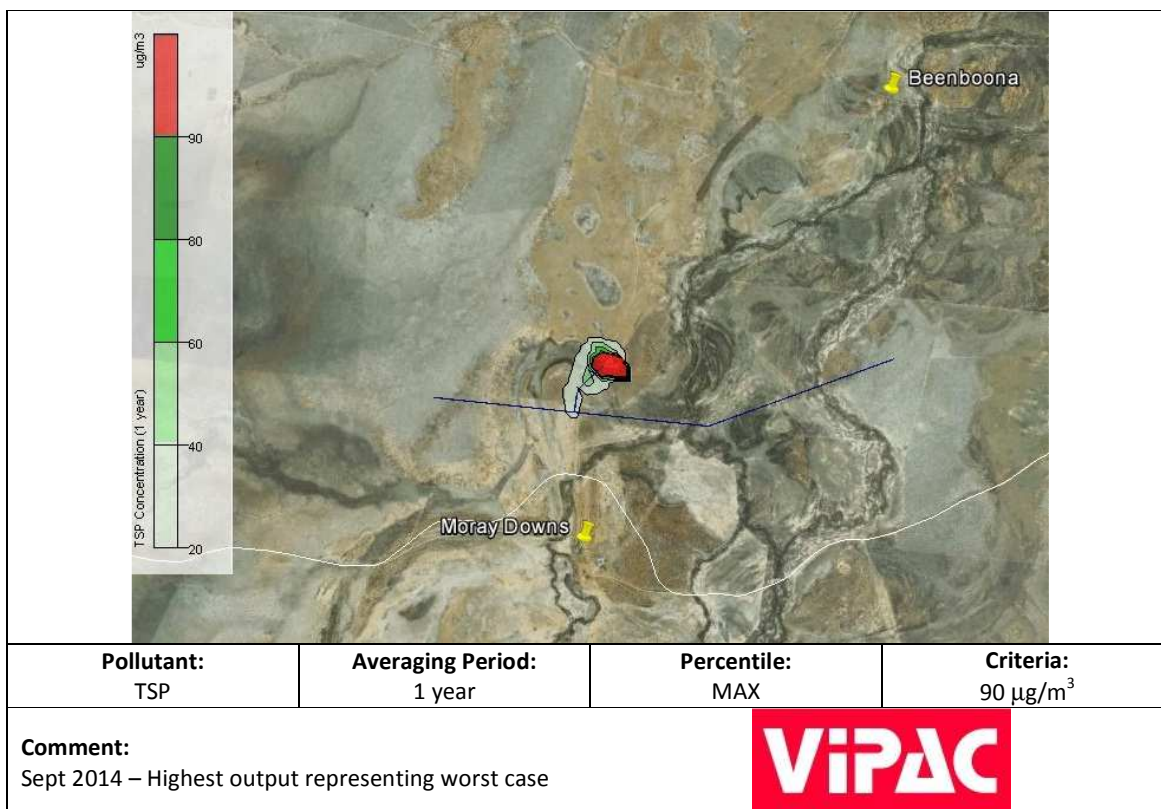 ug/m3
90
80
60
40
20
TSP Concentration (1 year)
Beenboona
Moray Downs
Pollutant:
TSP
Averaging Period:
1 year
Percentile:
MAX
Criteria:
90 µg/m³
Comment:
Sept 2014 – Highest output representing worst case
ViPAC